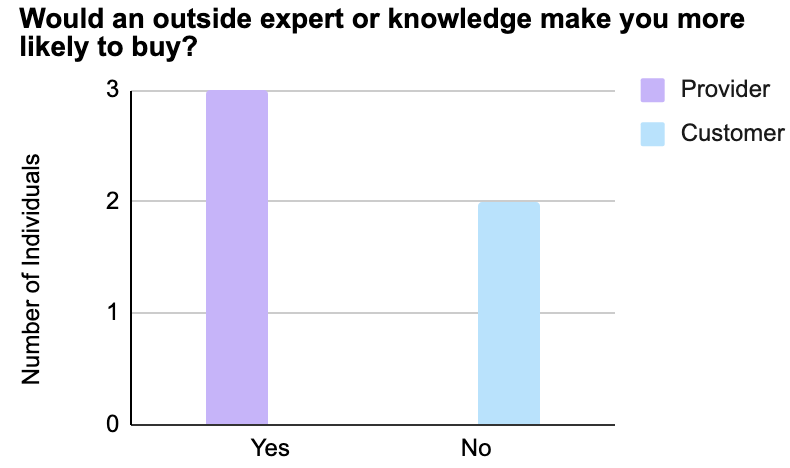 Would an outside expert or knowledge make you more
likely to buy?
3
2
1
0
Number of Individuals
Yes
No
Provider
Customer